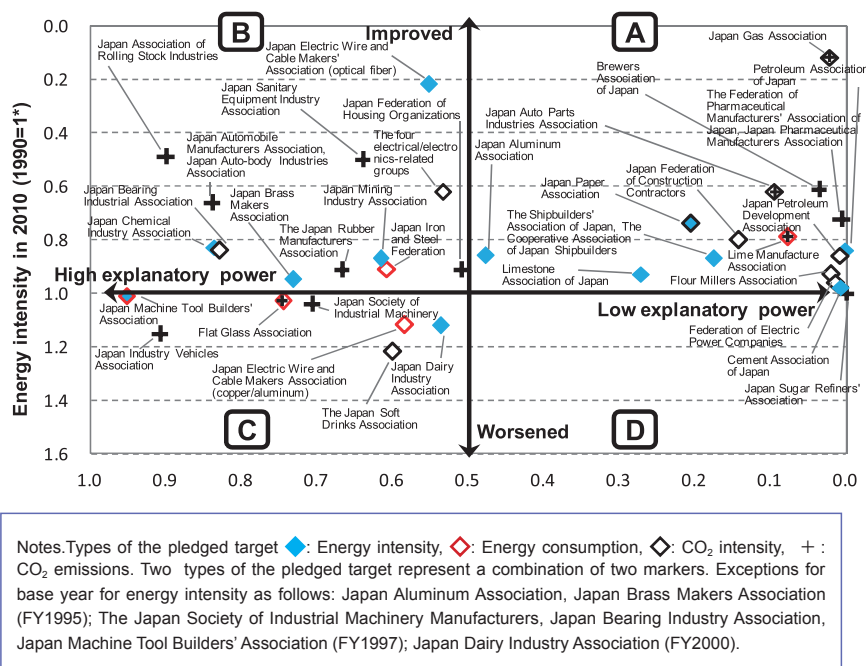 0.0
0.2
0.4
0.6
0.8
1.0
1.2
1.4
1.6
Energy intensity in 2010 (1990=1*)
B
Improved
A
Japan Association of
Rolling Stock Industries
Japan Electric Wire and
Cable Makers'
Association (optical fiber)
Japan Sanitary
Equipment Industry
Association
Japan Federation of
Housing Organizations
Japan Automobile
Manufacturers Association,
Japan Auto-body Industries
Association
The four
electrical/electro
nics-related
groups
Japan Bearing
Industrial Association
Japan Brass
Makers
Association
Japan Mining
Industry
Association
Japan Chemical
Industry
Association
The Japan Rubber
Manufacturers
Association
Japan Iron
and Steel
Federation
Japan Gas Association
Brewers
Association
of Japan
Petroleum Association
of Japan
The Federation of
Pharmaceutical
Manufacturers' Association of
Japan, Japan Pharmaceutical
Manufacturers Association
Japan Auto Parts
Industries Association
Japan Aluminum
Association
Japan Paper
Association
Japan Federation
of Construction
Contractors
The Shipbuilders'
Association of Japan, The
Cooperative Association
of Japan Shipbuilders
Japan Petroleum
Development
Association
Lime Manufacture
Association
Limestone
Association of Japan
Flour Millers Association
High explanatory power
Low explanatory power
Japan Machine Tool Builders'
Association
Flat Glass Association
Japan Society of
Industrial Machinery
Japan Industry Vehicles
Association
Japan Electric Wire and
Cable Makers Association
(copper/aluminum)
Japan Dairy
Industry
Association
The Japan Soft
Drinks Association
Federation of Electric
Power Companies
Cement Association
of Japan
Japan Sugar Refiners'
Association
C
Worsened
D
1.0 0.9 0.8 0.7 0.6 0.5 0.4 0.3 0.2 0.1 0.0
Notes.Types of the pledged target ◆: Energy intensity, ◇: Energy consumption, ◇: CO₂ intensity, +:
CO₂ emissions. Two types of the pledged target represent a combination of two markers. Exceptions for
base year for energy intensity as follows: Japan Aluminum Association, Japan Brass Makers Association
(FY1995); The Japan Society of Industrial Machinery Manufacturers, Japan Bearing Industry Association,
Japan Machine Tool Builders' Association (FY1997); Japan Dairy Industry Association (FY2000).